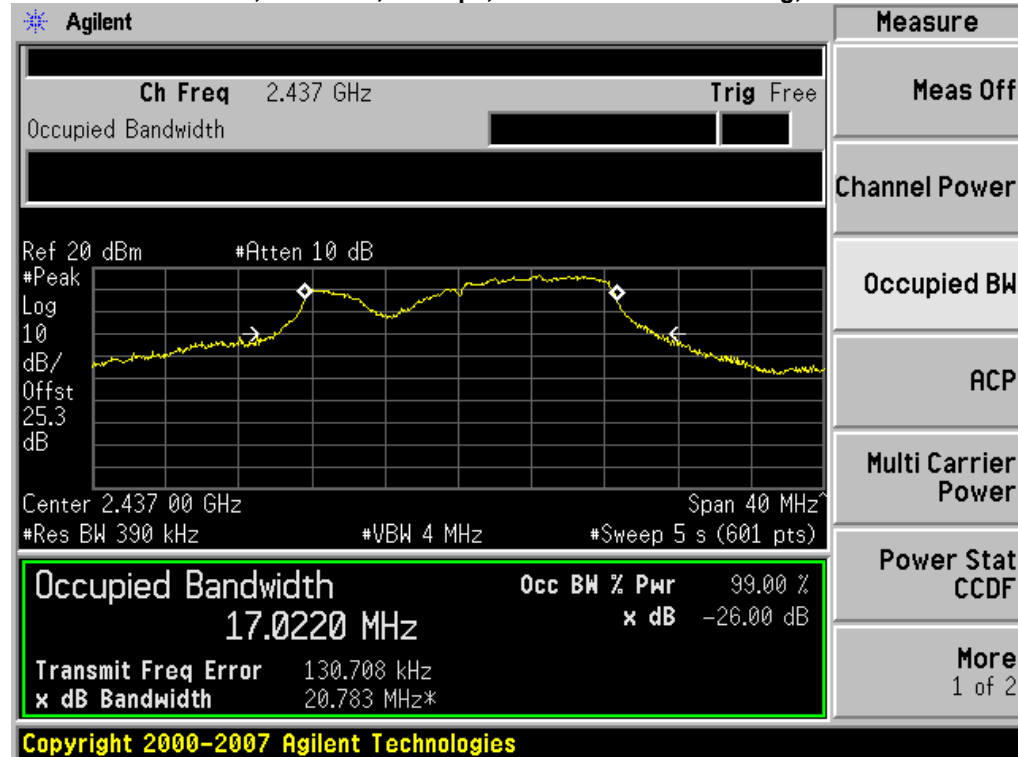 Agilent
Measure
Ch Freq 2.437 GHz Trig Free
Occupied Bandwidth
Meas Off
Channel Power
Occupied BW
ACP
Multi Carrier
Power
Power Stat
CCDF
More
1 of 2
Ref 20 dBm #Atten 10 dB
#Peak
Log
10
dB/
Offst
25.3
dB
Center 2.437 00 GHz Span 40 MHz^
#Res BW 390 kHz #VBW 4 MHz #Sweep 5 s (601 pts)
Occupied Bandwidth Occ BW % Pwr 99.00 %
17.0220 MHz x dB -26.00 dB
Transmit Freq Error 130.708 kHz
x dB Bandwidth 20.783 MHz*
Copyright 2000-2007 Agilent Technologies